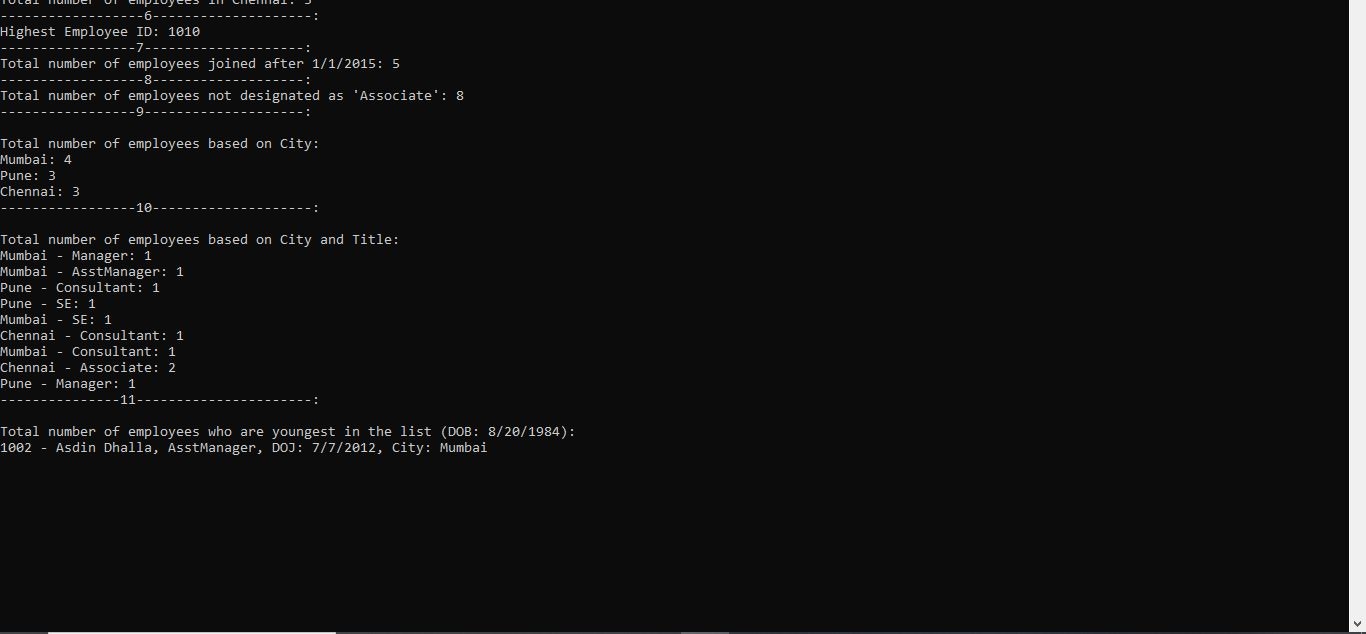 Total number of employees in Chennai: 3
------------------6--------------------:
Highest Employee ID: 1010
-----------------7--------------------:
Total number of employees joined after 1/1/2015: 5
------------------8-------------------:
Total number of employees not designated as 'Associate': 8
-----------------9--------------------:
Total number of employees based on City:
Mumbai: 4
Pune: 3
Chennai: 3
-----------------10--------------------:
Total number of employees based on City and Title:
Mumbai - Manager: 1
Mumbai - AsstManager: 1
Pune - Consultant: 1
Pune - SE: 1
Mumbai - SE: 1
Chennai - Consultant: 1
Mumbai - Consultant: 1
Chennai - Associate: 2
Pune - Manager: 1
---------------11----------------------:
Total number of employees who are youngest in the list (DOB: 8/20/1984):
1002 - Asdin Dhalla, AsstManager, DOJ: 7/7/2012, City: Mumbai